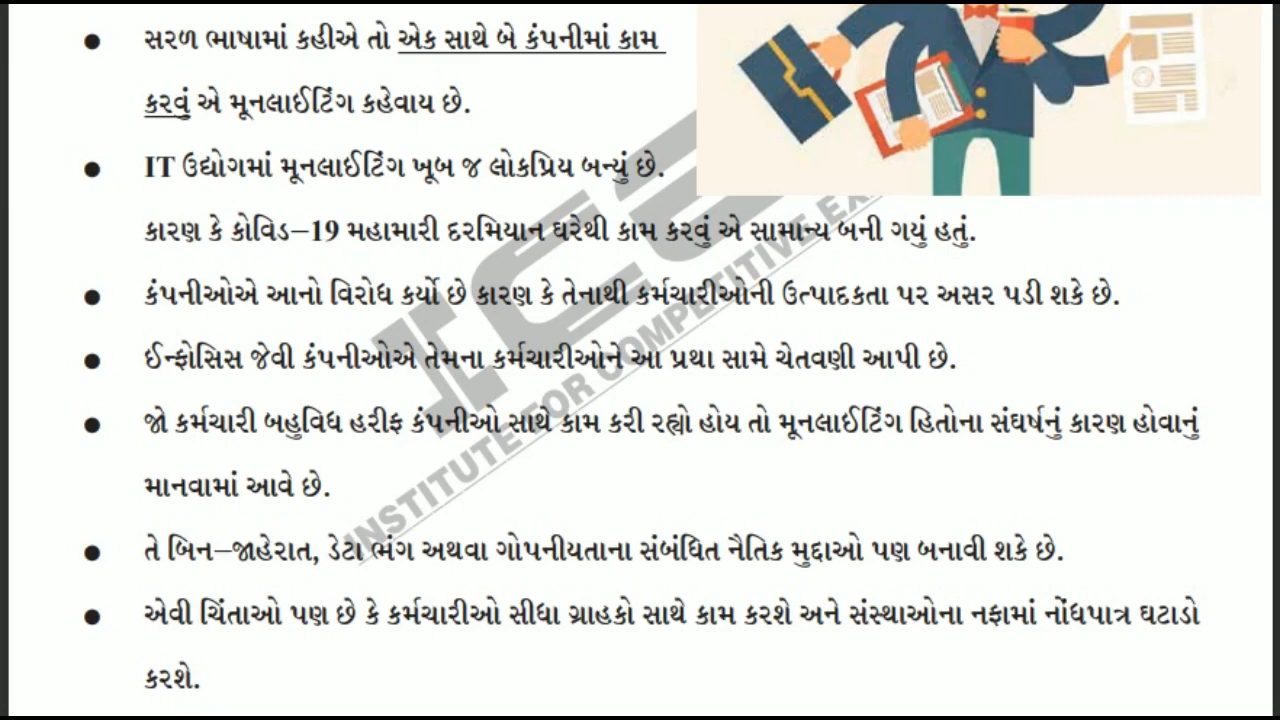 ● સરળ ભાષામાં કહીએ તો એક સાથે બે કંપનીમાં કામ
કરવું એ મૂનલાઈટિંગ કહેવાય છે.
● IT ઉદ્યોગમાં મૂનલાઈટિંગ ખૂબ જ લોકપ્રિય બન્યું છે.
કારણ કે કોવિડ–19 મહામારી દરમિયાન ઘરેથી કામ કરવું એ સામાન્ય બની ગયું હતું.
● કંપનીઓએ આનો વિરોધ કર્યો છે કારણ કે તેનાથી કર્મચારીઓની ઉત્પાદકતા પર અસર પડી શકે છે.
● ઈન્ફોસિસ જેવી કંપનીઓએ તેમના કર્મચારીઓને આ પ્રથા સામે ચેતવણી આપી છે.
● જો કર્મચારી બહુવિધ હરીફ કંપનીઓ સાથે કામ કરી રહ્યો હોય તો મૂનલાઈટિંગ હિતોના સંઘર્ષનું કારણ હોવાનું
માનવામાં આવે છે.
● તે બિન–જાહેરાત, ડેટા ભંગ અથવા ગોપનીયતાના સંબંધિત નૈતિક મુદ્દાઓ પણ બનાવી શકે છે.
● એવી ચિંતાઓ પણ છે કે કર્મચારીઓ સીધા ગ્રાહકો સાથે કામ કરશે અને સંસ્થાઓના નફામાં નોંધપાત્ર ઘટાડો
કરશે.
INSTITUTE FOR COMPETITIVE